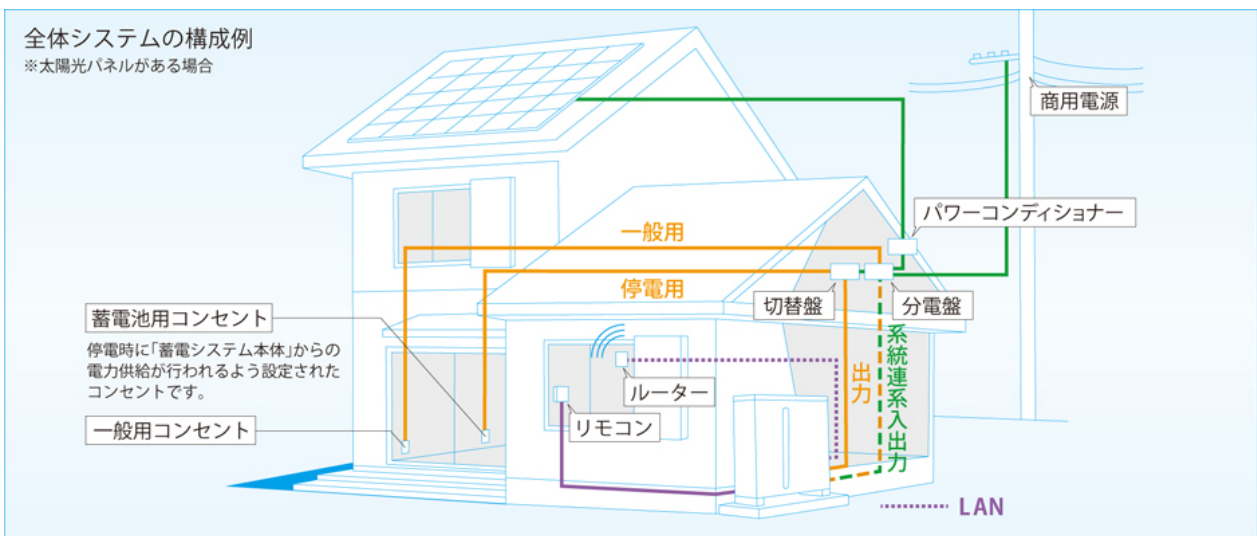 全体システムの構成例
※太陽光パネルがある場合
商用電源
パワーコンディショナー
一般用
停電用
切替盤
分電盤
蓄電池用コンセント
停電時に「蓄電システム本体」からの
電力供給が行われるよう設定された
コンセントです。
一般用コンセント
ルーター
リモコン
出力
系統連系入出力
LAN